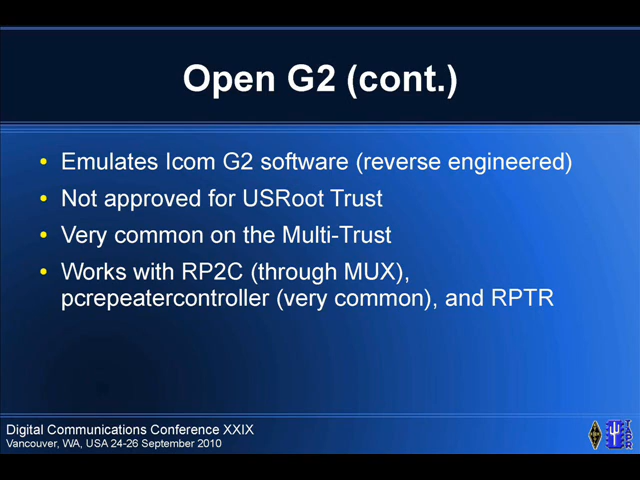 Open G2 (cont.)
• Emulates Icom G2 software (reverse engineered)
• Not approved for USRoot Trust
• Very common on the Multi-Trust
• Works with RP2C (through MUX),
pcrepeatercontroller (very common), and RPTR
Digital Communications Conference XXIX
Vancouver, WA, USA 24-26 September 2010
TAPR